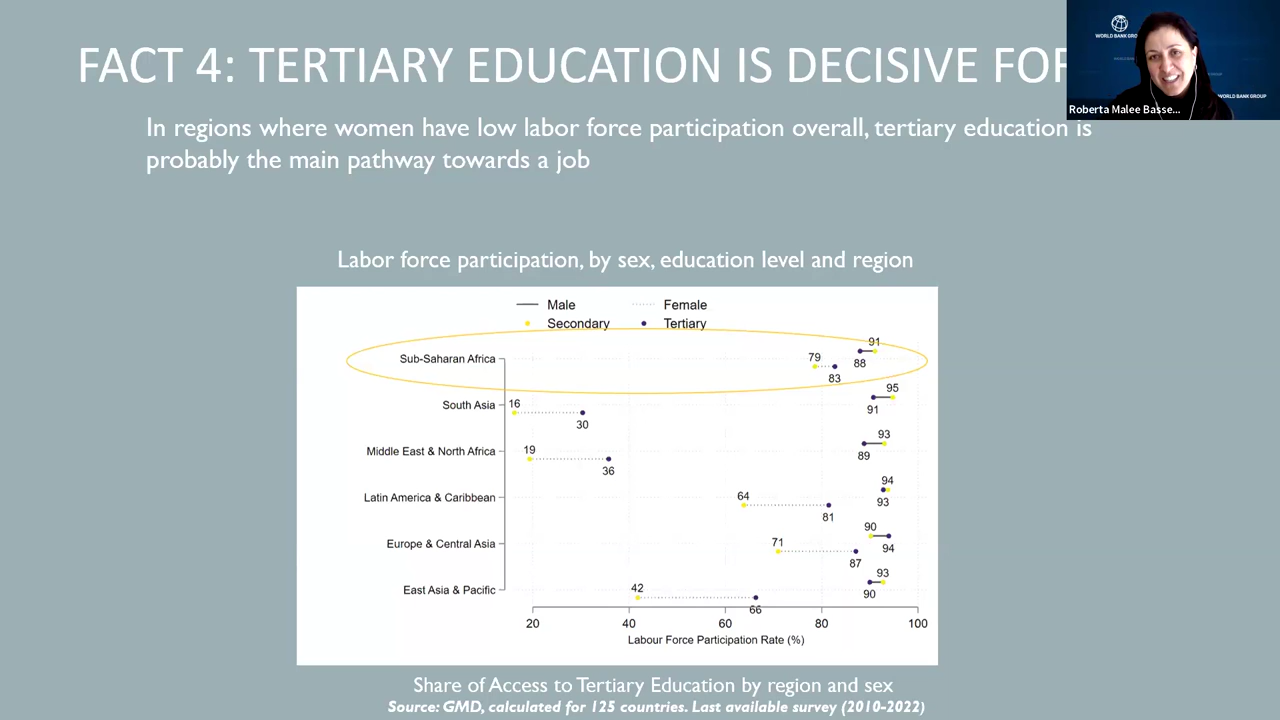 FACT 4: TERTIARY EDUCATION IS DECISIVE FOR
WORLD BANK GROU
WORLD BANK GROUP
Roberta Malee Basse...
In regions where women have low labor force participation overall, tertiary education is
probably the main pathway towards a job
Labor force participation, by sex, education level and region
Male Female
Secondary Tertiary
Sub-Saharan Africa 79 83 91 88
South Asia 16 30 95 91
Middle East & North Africa 19 36 93 89
Latin America & Caribbean 64 81 94 93
Europe & Central Asia 71 87 90 94
East Asia & Pacific 42 66 93 90
20 40 60 80 100
Labour Force Participation Rate (%)
Share of Access to Tertiary Education by region and sex
Source: GMD, calculated for 125 countries. Last available survey (2010-2022)